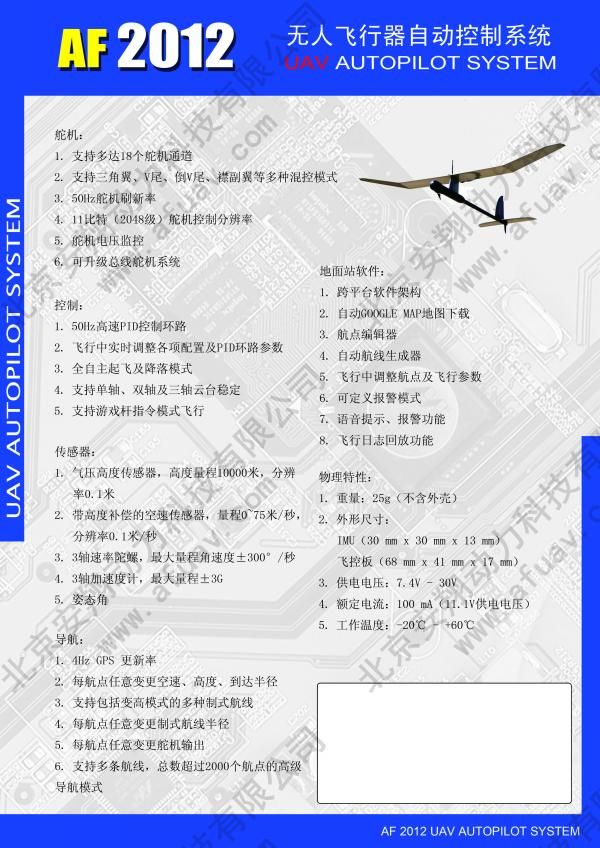 AF 2012
无人飞行器自动控制系统
UAV AUTOPILOT SYSTEM
UAV AUTOPILOT SYSTEM
舵机:
1. 支持多达18个舵机通道
2. 支持三角翼、V尾、倒V尾、襟副翼等多种混控模式
3. 50Hz舵机刷新率
4. 11比特（2048级）舵机控制分辨率
5. 舵机电压监控
6. 可升级总线舵机系统
控制:
1. 50Hz高速PID控制环路
2. 飞行中实时调整各项配置及PID环路参数
3. 全自主起飞及降落模式
4. 支持单轴、双轴及三轴云台稳定
5. 支持游戏杆指令模式飞行
传感器:
1. 气压高度传感器，高度量程10000米，分辨
率0.1米
2. 带高度补偿的空速传感器，量程0~75米/秒，
分辨率0.1米/秒
3. 3轴速率陀螺，最大量程角速度±300°/秒
4. 3轴加速度计，最大量程±3G
5. 姿态角
导航:
1. 4Hz GPS 更新率
2. 每航点任意变更空速、高度、到达半径
3. 支持包括变高模式的多种制式航线
4. 每航点任意变更制式航线半径
5. 每航点任意变更舵机输出
6. 支持多条航线，总数超过2000个航点的高级
导航模式
地面站软件:
1. 跨平台软件架构
2. 自动GOOGLE MAP地图下载
3. 航点编辑器
4. 自动航线生成器
5. 飞行中调整航点及飞行参数
6. 可定义报警模式
7. 语音提示、报警功能
8. 飞行日志回放功能
物理特性:
1. 重量: 25g（不含外壳）
2. 外形尺寸:
IMU（30 mm x 30 mm x 13 mm）
飞控板（68 mm x 41 mm x 17 mm）
3. 供电电压: 7.4V - 30V
4. 额定电流: 100 mA（11.1V供电电压）
5. 工作温度: -20℃ - +60℃
AF 2012 UAV AUTOPILOT SYSTEM
北京安翔动力科技有限公司
www.afuav.com
北京安翔动力科技有限公司
www.afuav.com